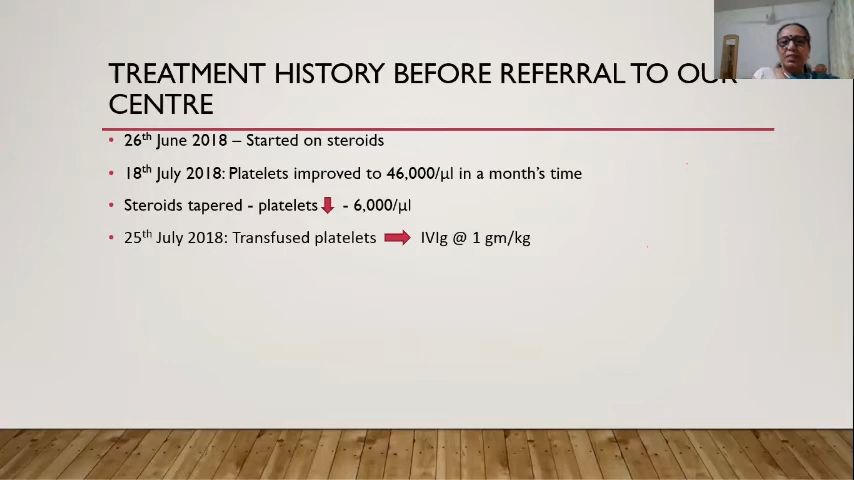 TREATMENT HISTORY BEFORE REFERRAL TO OUR
CENTRE
• 26th June 2018 – Started on steroids
• 18th July 2018: Platelets improved to 46,000/µl in a month's time
• Steroids tapered - platelets ⬇ - 6,000/µl
• 25th July 2018: Transfused platelets ➡ IVIg @ 1 gm/kg